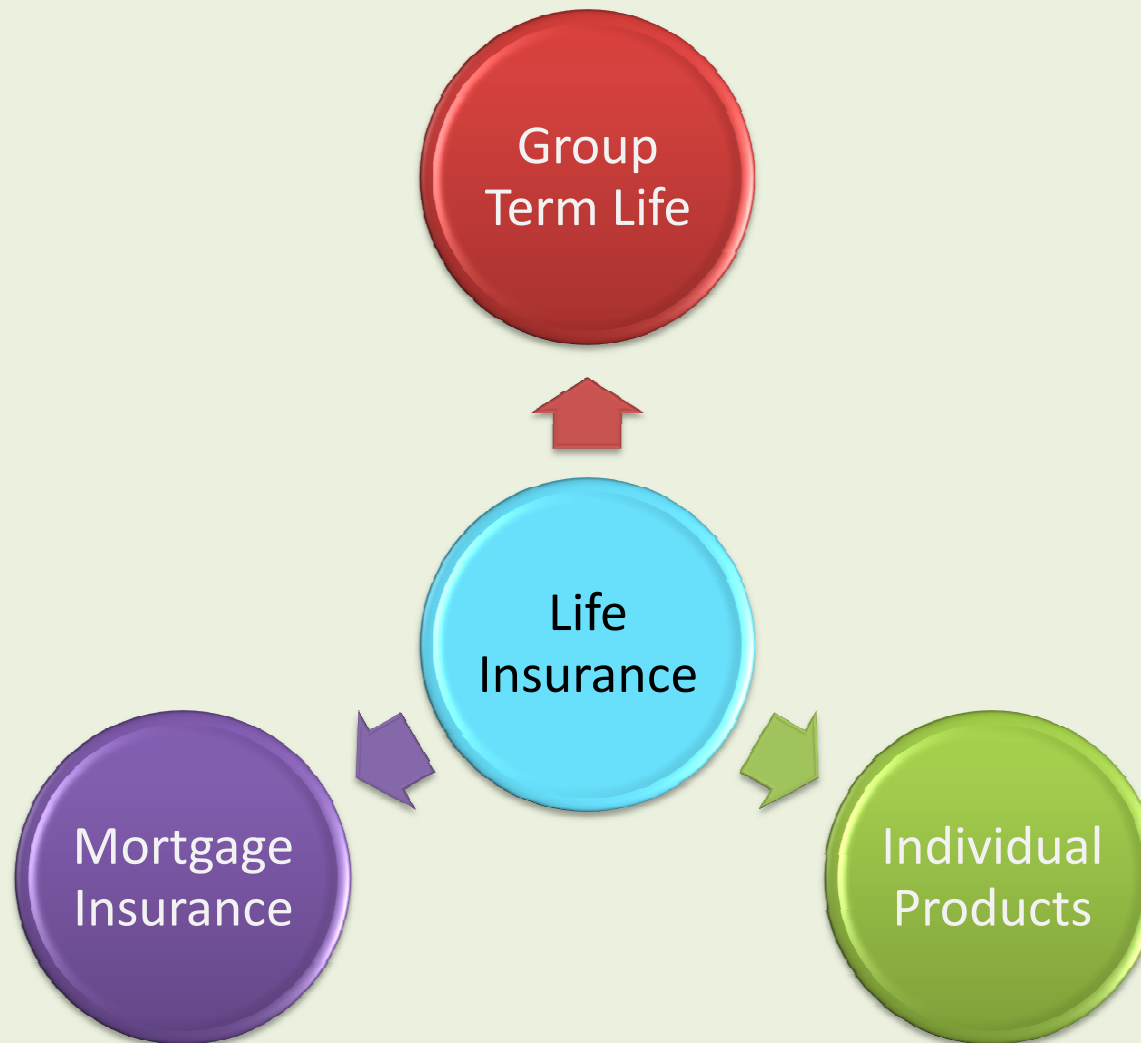 Group
Term Life
Life
Insurance
Mortgage
Insurance
Individual
Products